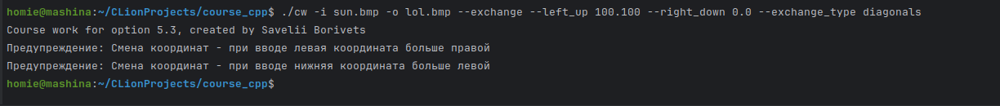 homie@mashina:~/CLionProjects/course_cpp$ ./cw -i sun.bmp -o lol.bmp --exchange --left_up 100.100 --right_down 0.0 --exchange_type diagonals
Course work for option 5.3, created by Savelii Borivets
Предупреждение: Смена координат - при вводе левая координата больше правой
Предупреждение: Смена координат - при вводе нижняя координата больше левой
homie@mashina:~/CLionProjects/course_cpp$